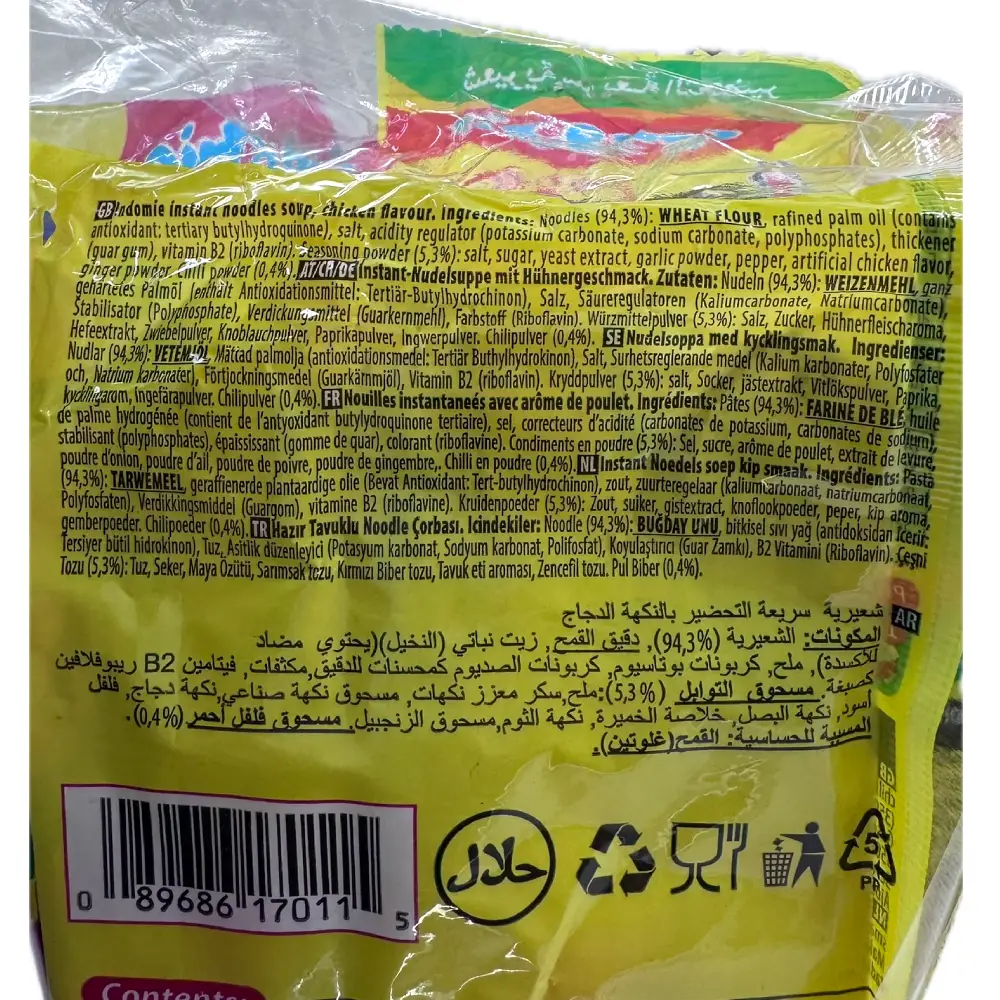 GB Indomie instant noodles soup, chicken flavour. Ingredients: Noodles (94,3%): WHEAT FLOUR, refined palm oil (contains
antioxidant: tertiary butylhydroquinone), salt, acidity regulator (potassium carbonate, sodium carbonate, polyphosphates), thickener
(guar gum), vitamin B2 (riboflavin). Seasoning powder (5,3%): salt, sugar, yeast extract, garlic powder, pepper, artificial chicken flavor,
ginger powder. Chili powder (0,4%). AT/CH/DE Instant-Nudelsuppe mit Hühnergeschmack. Zutaten: Nudeln (94,3%): WEIZENMEHL, ganz
gehärtetes Palmöl (enhält Antioxidationsmittel: Tertiär-Butylhydrochinon), Salz, Säureregulatoren (Kaliumcarbonate, Natriumcarbonate),
Stabilisator (Polyphosphate), Verdickungsmittel (Guarkernmehl), Farbstoff (Riboflavin). Würzmittelpulver (5,3%): Salz, Zucker, Hühnerfleischaroma,
Hefeextrakt, Zwiebelpulver, Knoblauchpulver, Paprikapulver, Ingwerpulver. Chilipulver (0,4%). SE Nudelsoppa med kycklingsmak. Ingredienser:
Nudlar (94,3%): VETEMJÖL, Mättad palmolja (antioxidationsmedel: Tertiär Buthylhydrokinon), Salt, Surhetsreglerande medel (Kalium karbonater, Polyfosfater
och, Natrium karbonater), Förtjockningsmedel (Guarkärnmjöl), Vitamin B2 (riboflavin). Kryddpulver (5,3%): salt, Socker, jästextrakt, Vitlökspulver, Paprika,
kycklingarom, ingefärapulver. Chilipulver (0,4%). FR Nouilles instantaneés avec arôme de poulet. Ingrédients: Pâtes (94,3%): FARINE DE BLÉ, huile
de palme hydrogénée (contient de l'antyoxidant butylhydroquinone tertiaire), sel, correcteurs d'acidité (carbonates de potassium, carbonates de sodium),
stabilisant (polyphosphates), épaississant (gomme de quar), colorant (riboflavine). Condiments en poudre (5,3%): Sel, sucre, arôme de poulet, extrait de levure,
poudre d'onion, poudre d'ail, poudre de poivre, poudre de gingembre,. Chilli en poudre (0,4%). NL Instant Noedels soep kip smaak. Ingrédients: Pasta
(94,3%): TARWEMEEL, geraffienerde plantaardige olie (Bevat Antioxidant: Tert-butylhydrochinon), zout, zuurteregelaar (kaliumcarbonaat, natriumcarbonaat,
Polyfosfaten), Verdikkingsmiddel (Guargom), vitamine B2 (riboflavine). Kruidenpoeder (5,3%): Zout, suiker, gistextract, knoflookpoeder, peper, kip aroma,
gemberpoeder. Chilipoeder (0,4%). TR Hazır Tavuklu Noodle Çorbası. Icindekiler: Noodle (94,3%): BUĞDAY UNU, bitkisel sıvı yağ (antidoksidan İcerir:
Tersiyer bütil hidrokinon), Tuz, Asitlik düzenleyici (Potasyum karbonat, Sodyum karbonat, Polifosfat), Koyulaştırıcı (Guar Zamkı), B2 Vitamini (Riboflavin). Çeşni
Tozu (5,3%): Tuz, Seker, Maya Özütü, Sarımsak tozu, Kırmızı Biber tozu, Tavuk eti aroması, Zencefil tozu. Pul Biber (0,4%).
AR شعيرية سريعة التحضير بالنكهة الدجاج
المكونات: الشعيرية (94,3%), دقيق القمح, زيت نباتي (النخيل)(يحتوي مضاد
للأكسدة), ملح, كربونات بوتاسيوم, كربونات الصديوم كمحسنات للدقيق,مكثفات, فيتامين B2 ريبوفلافين
كصبغة. مسحوق التوابل (5,3%):ملح,سكر معزز نكهات, مسحوق نكهة صناعي,نكهة دجاج, فلفل
أسود, نكهة البصل, خلاصة الخميرة, نكهة الثوم,مسحوق الزنجبيل, مسحوق فلفل أحمر (0,4%).
المسببة للحساسية: القمح(غلوتين).
0 89686 17011 5
حلال
5
PP
Contents: